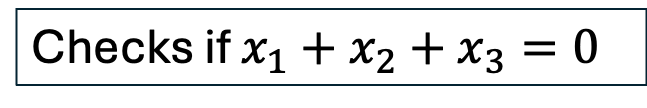 Checks if x₁ + x₂ + x₃ = 0